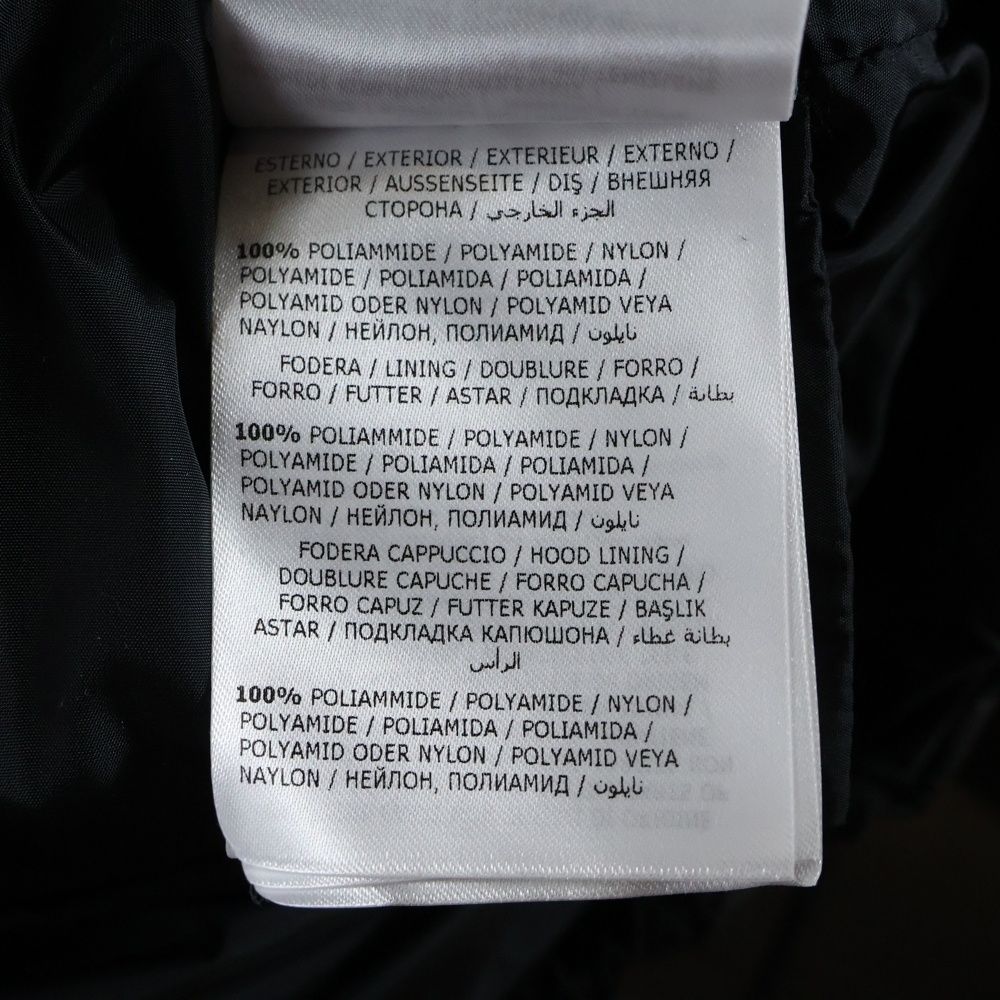 ESTERNO / EXTERIOR / EXTERIEUR / EXTERNO /
EXTERIOR / AUSSENSEITE / DIŞ / ВНЕШНЯЯ
СТОРОНА / الجزء الخارجي
100% POLIAMMIDE / POLYAMIDE / NYLON /
POLYAMIDE / POLIAMIDA / POLIAMIDA /
POLYAMID ODER NYLON / POLYAMID VEYA
NAYLON / НЕЙЛОН, ПОЛИАМИД / نايلون
FODERA / LINING / DOUBLURE / FORRO /
FORRO / FUTTER / ASTAR / ПОДКЛАДКА / بطانة
100% POLIAMMIDE / POLYAMIDE / NYLON /
POLYAMIDE / POLIAMIDA / POLIAMIDA /
POLYAMID ODER NYLON / POLYAMID VEYA
NAYLON / НЕЙЛОН, ПОЛИАМИД / نايلون
FODERA CAPPUCCIO / HOOD LINING /
DOUBLURE CAPUCHE / FORRO CAPUCHA /
FORRO CAPUZ / FUTTER KAPUZE / BAŞLIK
ASTAR / ПОДКЛАДКА КАПЮШОНА / بطانة غطاء
الرأس
100% POLIAMMIDE / POLYAMIDE / NYLON /
POLYAMIDE / POLIAMIDA / POLIAMIDA /
POLYAMID ODER NYLON / POLYAMID VEYA
NAYLON / НЕЙЛОН, ПОЛИАМИД / نايلون